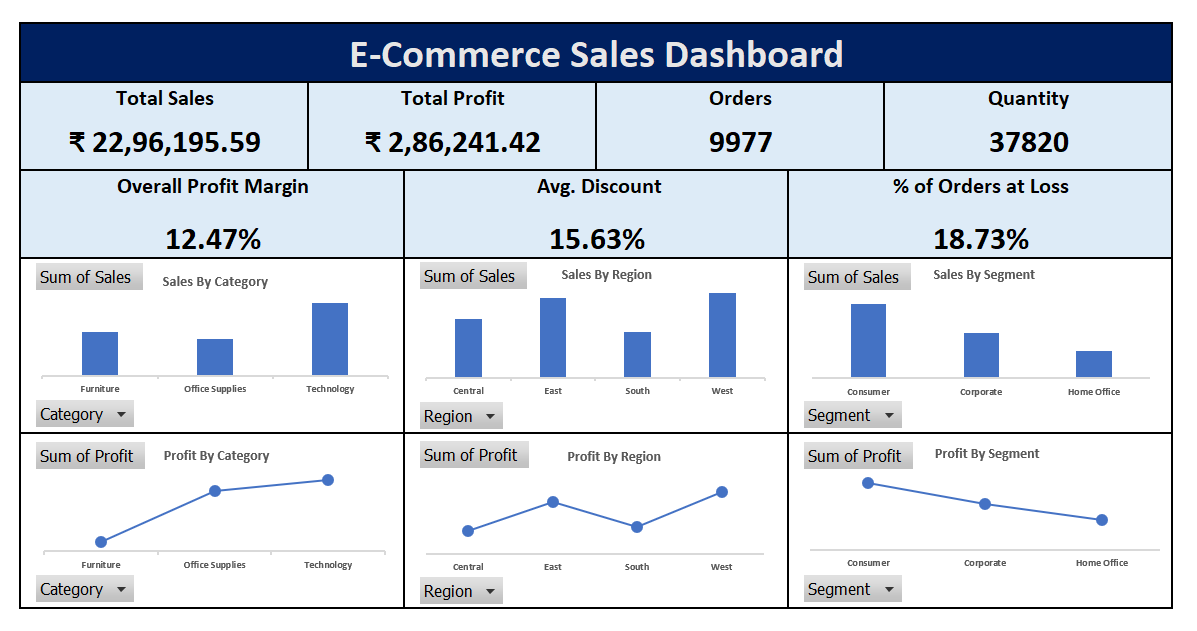 E-Commerce Sales Dashboard
Total Sales
Total Profit
Orders
Quantity
₹ 22,96,195.59
₹ 2,86,241.42
9977
37820
Overall Profit Margin
Avg. Discount
% of Orders at Loss
12.47%
15.63%
18.73%
Sum of Sales
Sales By Category
Furniture
Office Supplies
Technology
Category
Sum of Sales
Sales By Region
Central
East
South
West
Region
Sum of Sales
Sales By Segment
Consumer
Corporate
Home Office
Segment
Sum of Profit
Profit By Category
Furniture
Office Supplies
Technology
Category
Sum of Profit
Profit By Region
Central
East
South
West
Region
Sum of Profit
Profit By Segment
Consumer
Corporate
Home Office
Segment